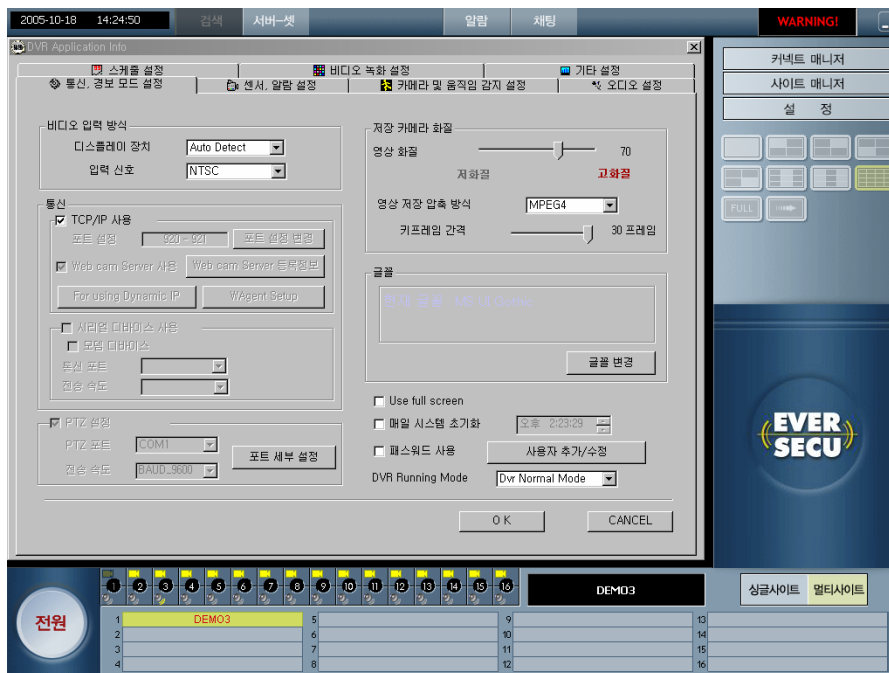 2005-10-18 14:24:50 검색 서버-셋 알람 채팅 WARNING!
DVR Application Info
스케쥴 설정 비디오 녹화 설정 기타 설정
통신, 경보 모드 설정 센서, 알람 설정 카메라 및 움직임 감지 설정 오디오 설정
비디오 입력 방식
디스플레이 장치 Auto Detect
입력 신호 NTSC
통신
TCP/IP 사용
포트 설정 920 - 921 포트 설정 변경
Web cam Server 사용 Web cam Server 등록정보
For using Dynamic IP WAgent Setup
시리얼 디바이스 사용
모뎀 디바이스
통신 포트
전송 속도
PTZ 설정
PTZ 포트 COM1
전송 속도 BAUD_9600
포트 세부 설정
저장 카메라 화질
영상 화질 70
저화질 고화질
영상 저장 압축 방식 MPEG4
키프레임 간격 30 프레임
글꼴
현재 글꼴
글꼴 변경
Use full screen
매일 시스템 초기화 오후 2:23:29
패스워드 사용 사용자 추가/수정
DVR Running Mode Dvr Normal Mode
OK CANCEL
커넥트 매니저
사이트 매니저
설 정
FULL
EVER
SECU
1 2 3 4 5 6 7 8 9 10 11 12 13 14 15 16
DEMO3
싱글사이트 멀티사이트
전원
1 DEMO3 5 9 13
2 6 10 14
3 7 11 15
4 8 12 16